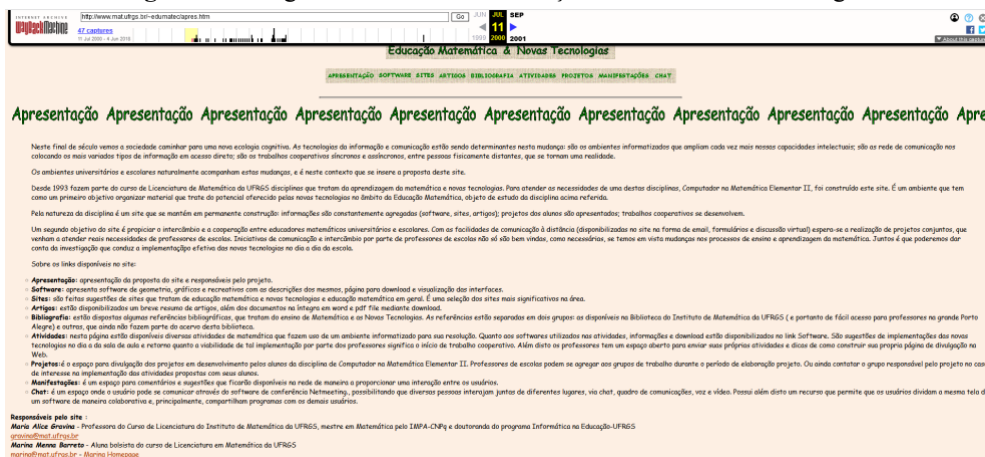 INTERNET ARCHIVE
WayBackMachine
http://www.mat.ufrgs.br/~edumatec/apres.htm
Go
JUN JUL SEP
47 captures
11
11 Jul 2000 - 4 Jun 2016
1999 2000 2001
About this capture
Educação Matemática & Novas Tecnologias
APRESENTAÇÃO SOFTWARE SITES ARTIGOS BIBLIOGRAFIA ATIVIDADES PROJETOS MANIFESTAÇÕES CHAT
Apresentação Apresentação Apresentação Apresentação Apresentação Apresentação Apresentação Apresentação Apresentação Apresentação Apre
Neste final de século vemos a sociedade caminhar para uma nova ecologia cognitiva. As tecnologias da informação e comunicação estão sendo determinantes nesta mudança: são os ambientes informatizados que ampliam cada vez mais nossas capacidades intelectuais; são as rede de comunicação nos
colocando os mais variados tipos de informação em acesso direto; são os trabalhos cooperativos síncronos e assíncronos, entre pessoas fisicamente distantes, que se tornam uma realidade.
Os ambientes universitários e escolares naturalmente acompanham estas mudanças, e é neste contexto que se insere a proposta deste site.
Desde 1993 fazem parte do curso de Licenciatura de Matemática da UFRGS disciplinas que tratam da aprendizagem da matemática e novas tecnologias. Para atender as necessidades de uma destas disciplinas, Computador na Matemática Elementar II, foi construído este site. É um ambiente que tem
como um primeiro objetivo organizar material que trate do potencial oferecido pelas novas tecnologias no âmbito da Educação Matemática, objeto de estudo da disciplina acima referida.
Pela natureza da disciplina é um site que se mantém em permanente construção: informações são constantemente agregadas (software, sites, artigos); projetos dos alunos são apresentados; trabalhos cooperativos se desenvolvem.
Um segundo objetivo do site é propiciar o intercâmbio e a cooperação entre educadores matemáticos universitários e escolares. Com as facilidades de comunicação à distância (disponibilizadas no site na forma de email, formulários e discussão virtual) espera-se a realização de projetos conjuntos, que
venham a atender reais necessidades de professores de escolas. Iniciativas de comunicação e intercâmbio por parte de professores de escolas não só são bem vindas, como necessárias, se temos em vista mudanças nos processos de ensino e aprendizagem da matemática. Juntos é que poderemos dar
conta da investigação que conduz a implementação efetiva das novas tecnologias no dia a dia da escola.
Sobre os links disponíveis no site:
Apresentação: apresentação da proposta do site e responsáveis pelo projeto.
Software: apresenta software de geometria, gráficos e recreativos com as descrições dos mesmos, página para download e visualização das interfaces.
Sites: são feitas sugestões de sites que tratam de educação matemática e novas tecnologias e educação matemática em geral. É uma seleção dos sites mais significativos na área.
Artigos: estão disponibilizados um breve resumo de artigos, além dos documentos na íntegra em word e pdf file mediante download.
Bibliografia: estão dispostas algumas referências bibliográficas, que tratam do ensino de Matemática e as Novas Tecnologias. As referências estão separadas em dois grupos: as disponíveis na Biblioteca do Instituto de Matemática da UFRGS ( e portanto de fácil acesso para professores na grande Porto
Alegre) e outras, que ainda não fazem parte do acervo desta biblioteca.
Atividades: nesta página estão disponíveis diversas atividades de matemática que fazem uso de um ambiente informatizado para sua resolução. Quanto aos softwares utilizados nas atividades, informações e download estão disponibilizados no link Software. São sugestões de implementações das novas
tecnologias no dia a da sala de aula e retorno quanto a viabilidade de tal implementação por parte dos professores significa o início de trabalho cooperativo. Além disto os professores tem um espaço aberto para enviar suas próprias atividades e dicas de como construir sua propria página de divulgação na
Web.
Projetos: é o espaço para divulgação dos projetos em desenvolvimento pelos alunos da disciplina de Computador na Matemática Elementar II. Professores de escolas podem se agregar aos grupos de trabalho durante o período de elaboração projeto. Ou ainda contatar o grupo responsável pelo projeto no cas
de interesse na implementação das atividades propostas com seus alunos.
Manifestações: é um espaço para comentários e sugestões que ficarão disponíveis na rede de maneira a proporcionar uma interação entre os usuários.
Chat: é um espaço onde o usuário pode se comunicar através do software de conferência Netmeeting., possibilitando que diversas pessoas interajam juntas de diferentes lugares, via chat, quadro de comunicações, voz e vídeo. Possui além disto um recurso que permite que os usuários dividam a mesma tela d
um software de maneira colaborativa e, principalmente, compartilham programas com os demais usuários.
Responsáveis pelo site :
Maria Alice Gravina - Professora do Curso de Licenciatura do Instituto de Matemática da UFRGS, mestre em Matemática pelo IMPA-CNPq e doutoranda do programa Informática na Educação-UFRGS
gravina@mat.ufrgs.br
Marina Menna Barreto - Aluna bolsista do curso de Licenciatura em Matemática da UFRGS
marina@mat.ufrgs.br - Marina Homepage